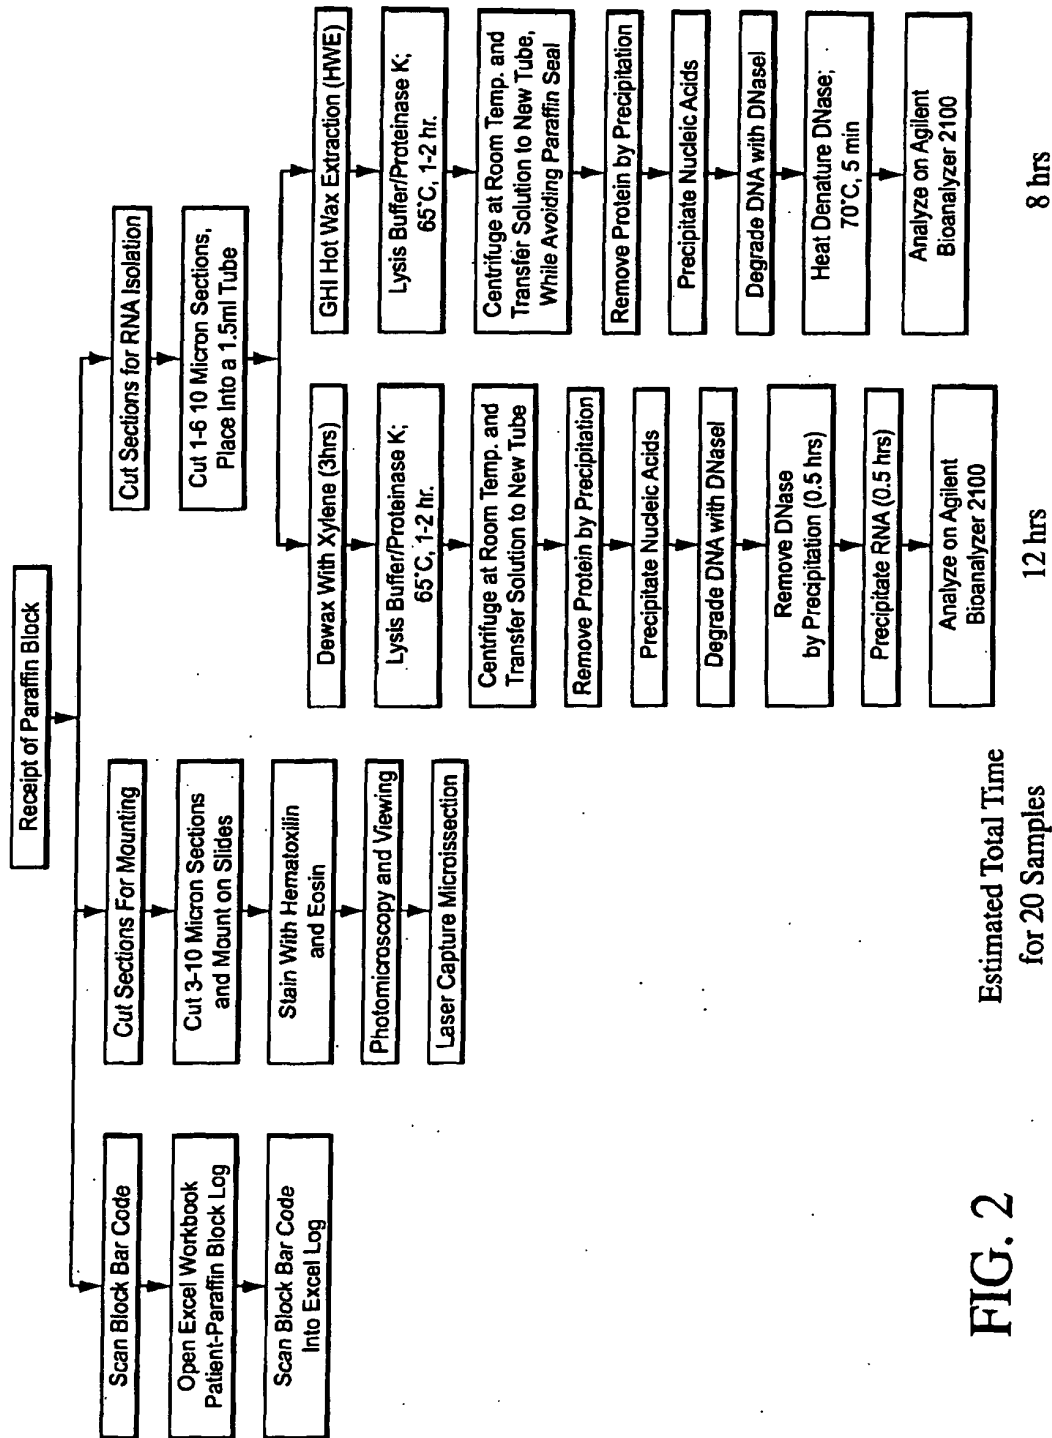 Receipt of Paraffin Block
Scan Block Bar Code
Open Excel Workbook
Patient-Paraffin Block Log
Scan Block Bar Code
Into Excel Log
Cut Sections For Mounting
Cut 3-10 Micron Sections
and Mount on Slides
Stain With Hematoxilin
and Eosin
Photomicroscopy and Viewing
Laser Capture Microissection
Cut Sections for RNA Isolation
Cut 1-6 10 Micron Sections,
Place Into a 1.5ml Tube
Dewax With Xylene (3hrs)
Lysis Buffer/Proteinase K;
65°C, 1-2 hr.
Centrifuge at Room Temp. and
Transfer Solution to New Tube
Remove Protein by Precipitation
Precipitate Nucleic Acids
Degrade DNA with DNaseI
Remove DNase
by Precipitation (0.5 hrs)
Precipitate RNA (0.5 hrs)
Analyze on Agilent
Bioanalyzer 2100
GHI Hot Wax Extraction (HWE)
Lysis Buffer/Proteinase K;
65°C, 1-2 hr.
Centrifuge at Room Temp. and
Transfer Solution to New Tube,
While Avoiding Paraffin Seal
Remove Protein by Precipitation
Precipitate Nucleic Acids
Degrade DNA with DNaseI
Heat Denature DNase;
70°C, 5 min
Analyze on Agilent
Bioanalyzer 2100
Estimated Total Time
for 20 Samples
12 hrs
8 hrs
FIG. 2